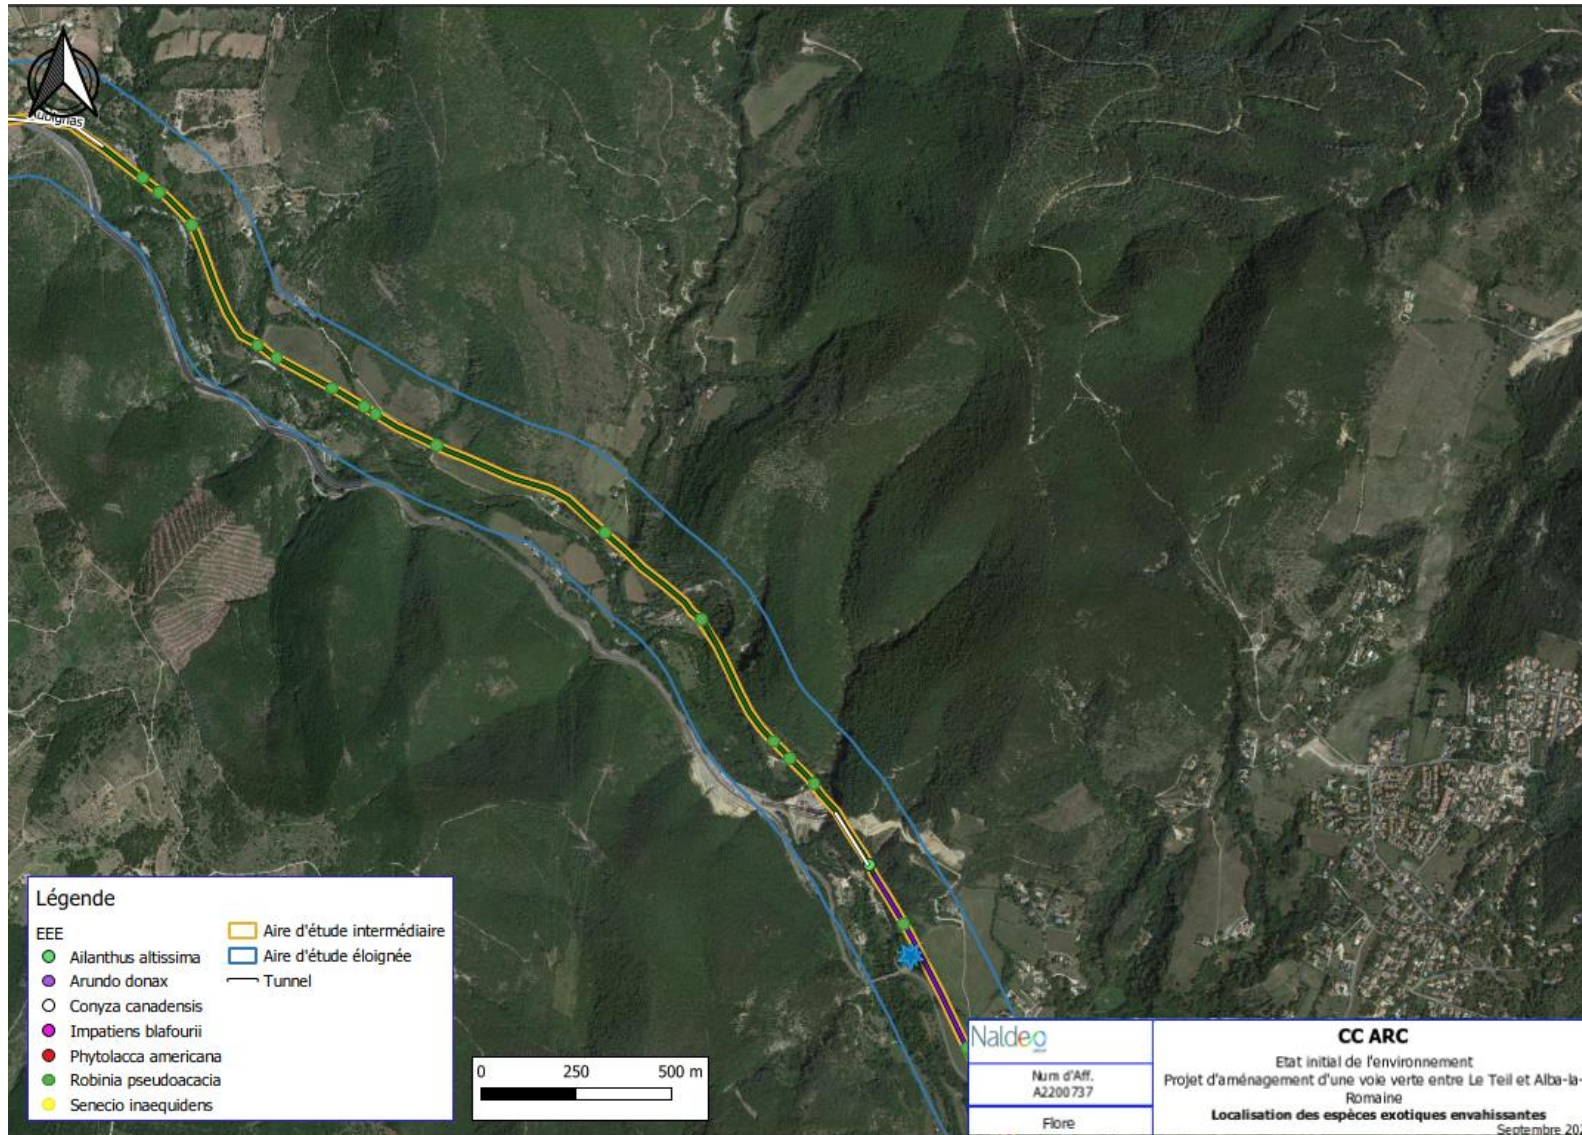 Aubignas
Légende
EEE
Ailanthus altissima
Arundo donax
Conyza canadensis
Impatiens blafourii
Phytolacca americana
Robinia pseudoacacia
Senecio inaequidens
Aire d'étude intermédiaire
Aire d'étude éloignée
Tunnel
0 250 500 m
Naldeo
Num d'Aff.
A2200737
Flore
CC ARC
Etat initial de l'environnement
Projet d'aménagement d'une voie verte entre Le Teil et Alba-la-
Romaine
Localisation des espèces exotiques envahissantes
Septembre 202